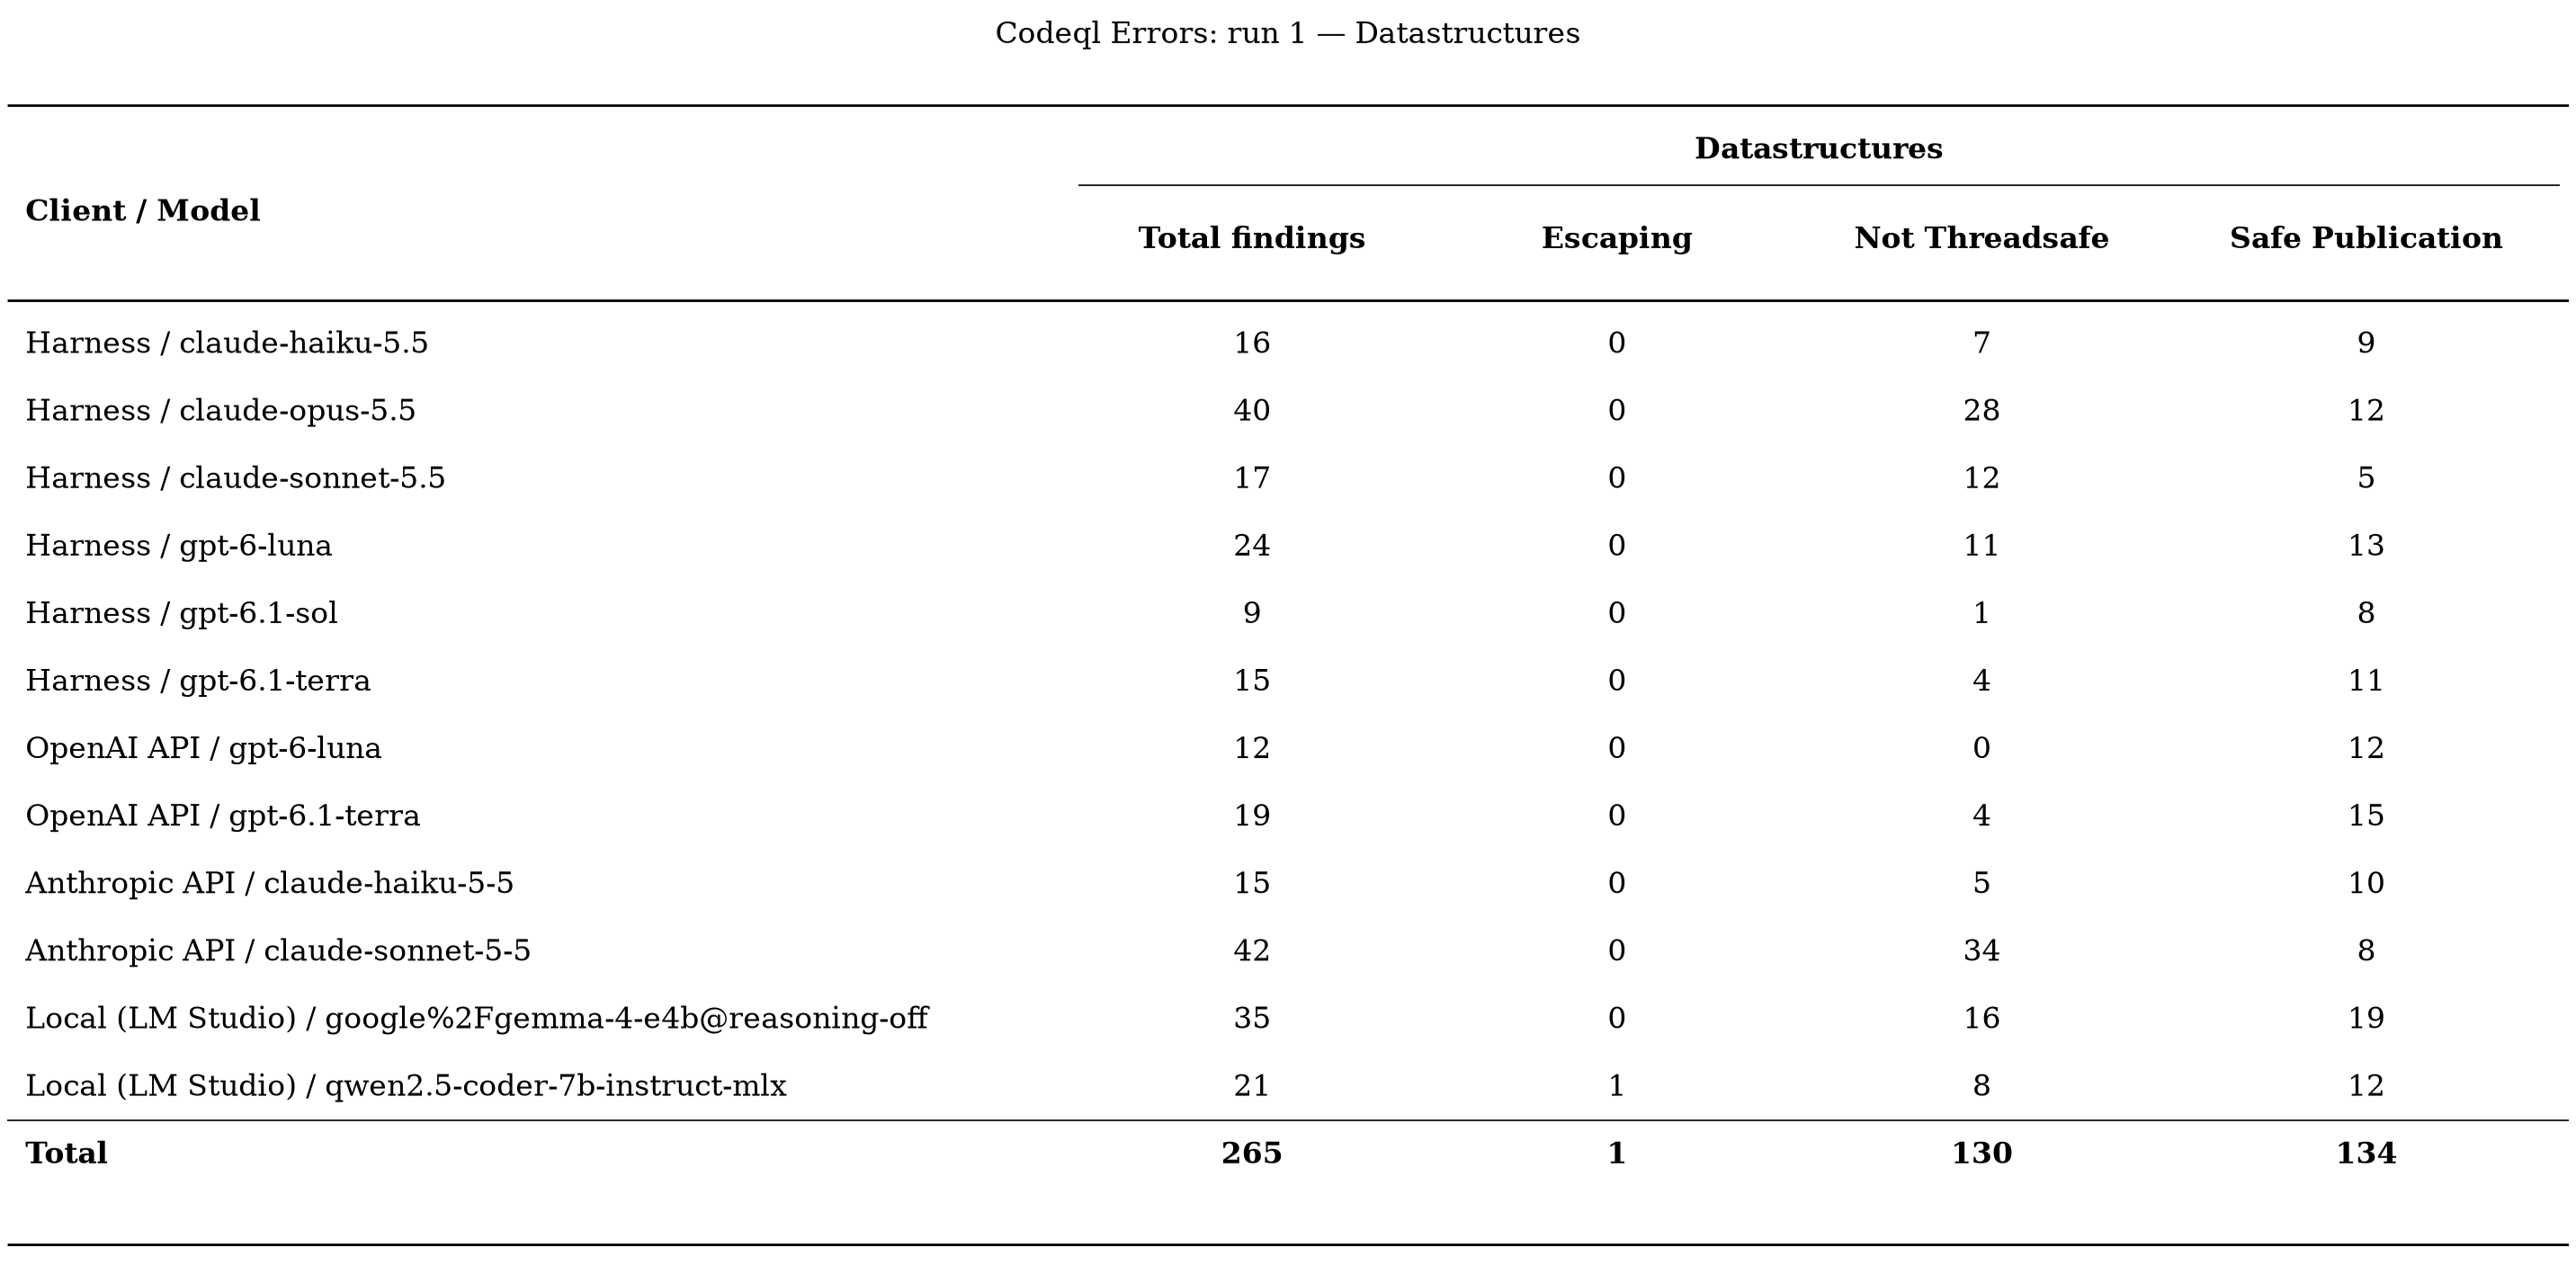 Codeql Errors: run 1 — Datastructures
Datastructures
Client / Model
Total findings Escaping Not Threadsafe Safe Publication
Harness / claude-haiku-5.5 16 0 7 9
Harness / claude-opus-5.5 40 0 28 12
Harness / claude-sonnet-5.5 17 0 12 5
Harness / gpt-6-luna 24 0 11 13
Harness / gpt-6.1-sol 9 0 1 8
Harness / gpt-6.1-terra 15 0 4 11
OpenAI API / gpt-6-luna 12 0 0 12
OpenAI API / gpt-6.1-terra 19 0 4 15
Anthropic API / claude-haiku-5-5 15 0 5 10
Anthropic API / claude-sonnet-5-5 42 0 34 8
Local (LM Studio) / google%2Fgemma-4-e4b@reasoning-off 35 0 16 19
Local (LM Studio) / qwen2.5-coder-7b-instruct-mlx 21 1 8 12
Total 265 1 130 134